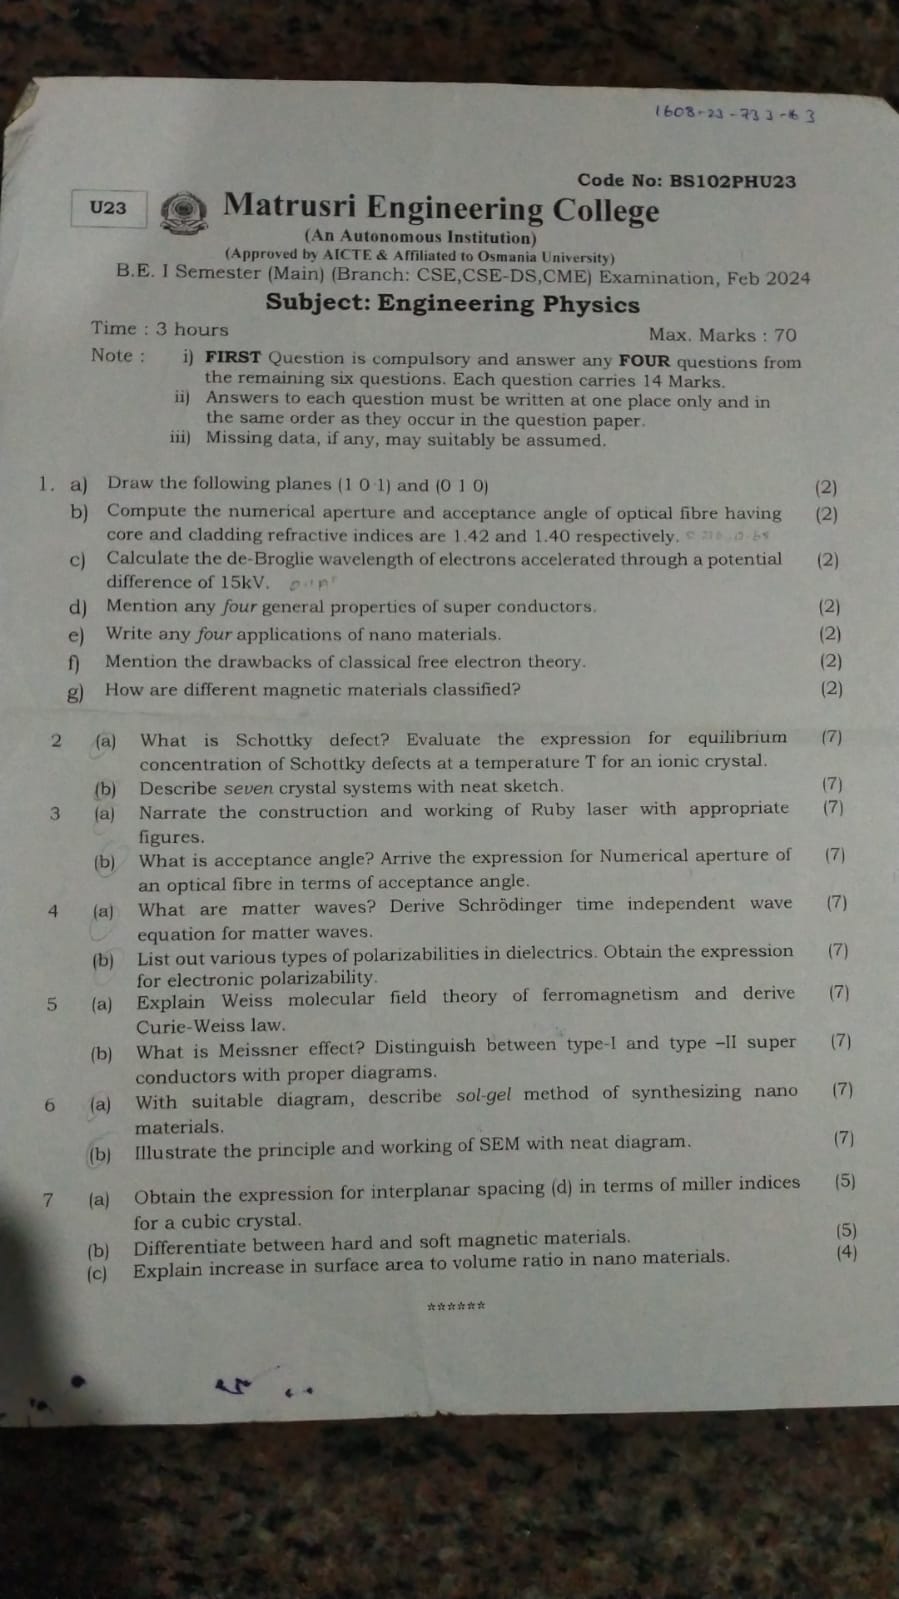 Code No: BS102PHU23
U23
Matrusri Engineering College
(An Autonomous Institution)
(Approved by AICTE & Affiliated to Osmania University)
B.E. I Semester (Main) (Branch: CSE,CSE-DS,CME) Examination, Feb 2024
Subject: Engineering Physics
Time : 3 hours Max. Marks : 70
Note : i) FIRST Question is compulsory and answer any FOUR questions from
the remaining six questions. Each question carries 14 Marks.
ii) Answers to each question must be written at one place only and in
the same order as they occur in the question paper.
iii) Missing data, if any, may suitably be assumed.
1. a) Draw the following planes (1 0 1) and (0 1 0) (2)
b) Compute the numerical aperture and acceptance angle of optical fibre having (2)
core and cladding refractive indices are 1.42 and 1.40 respectively.
c) Calculate the de-Broglie wavelength of electrons accelerated through a potential (2)
difference of 15kV.
d) Mention any four general properties of super conductors. (2)
e) Write any four applications of nano materials. (2)
f) Mention the drawbacks of classical free electron theory. (2)
g) How are different magnetic materials classified? (2)
2 (a) What is Schottky defect? Evaluate the expression for equilibrium (7)
concentration of Schottky defects at a temperature T for an ionic crystal.
(b) Describe seven crystal systems with neat sketch. (7)
3 (a) Narrate the construction and working of Ruby laser with appropriate (7)
figures.
(b) What is acceptance angle? Arrive the expression for Numerical aperture of (7)
an optical fibre in terms of acceptance angle.
4 (a) What are matter waves? Derive Schrödinger time independent wave (7)
equation for matter waves.
(b) List out various types of polarizabilities in dielectrics. Obtain the expression (7)
for electronic polarizability.
5 (a) Explain Weiss molecular field theory of ferromagnetism and derive (7)
Curie-Weiss law.
(b) What is Meissner effect? Distinguish between type-I and type –II super (7)
conductors with proper diagrams.
6 (a) With suitable diagram, describe sol-gel method of synthesizing nano (7)
materials.
(b) Illustrate the principle and working of SEM with neat diagram. (7)
7 (a) Obtain the expression for interplanar spacing (d) in terms of miller indices (5)
for a cubic crystal.
(b) Differentiate between hard and soft magnetic materials. (5)
(c) Explain increase in surface area to volume ratio in nano materials. (4)
******